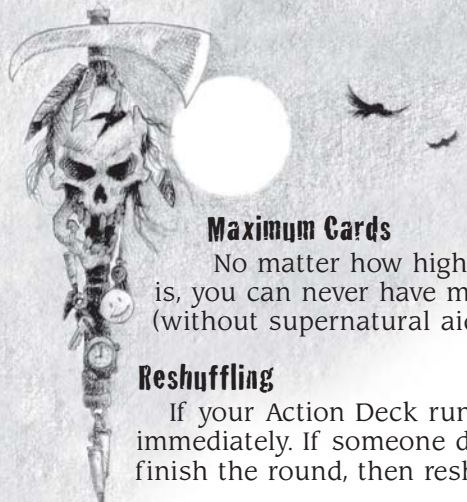 Maximum Cards
No matter how high
is, you can never have m
(without supernatural aid
Reshuffling
If your Action Deck run
immediately. If someone d
finish the round, then resh